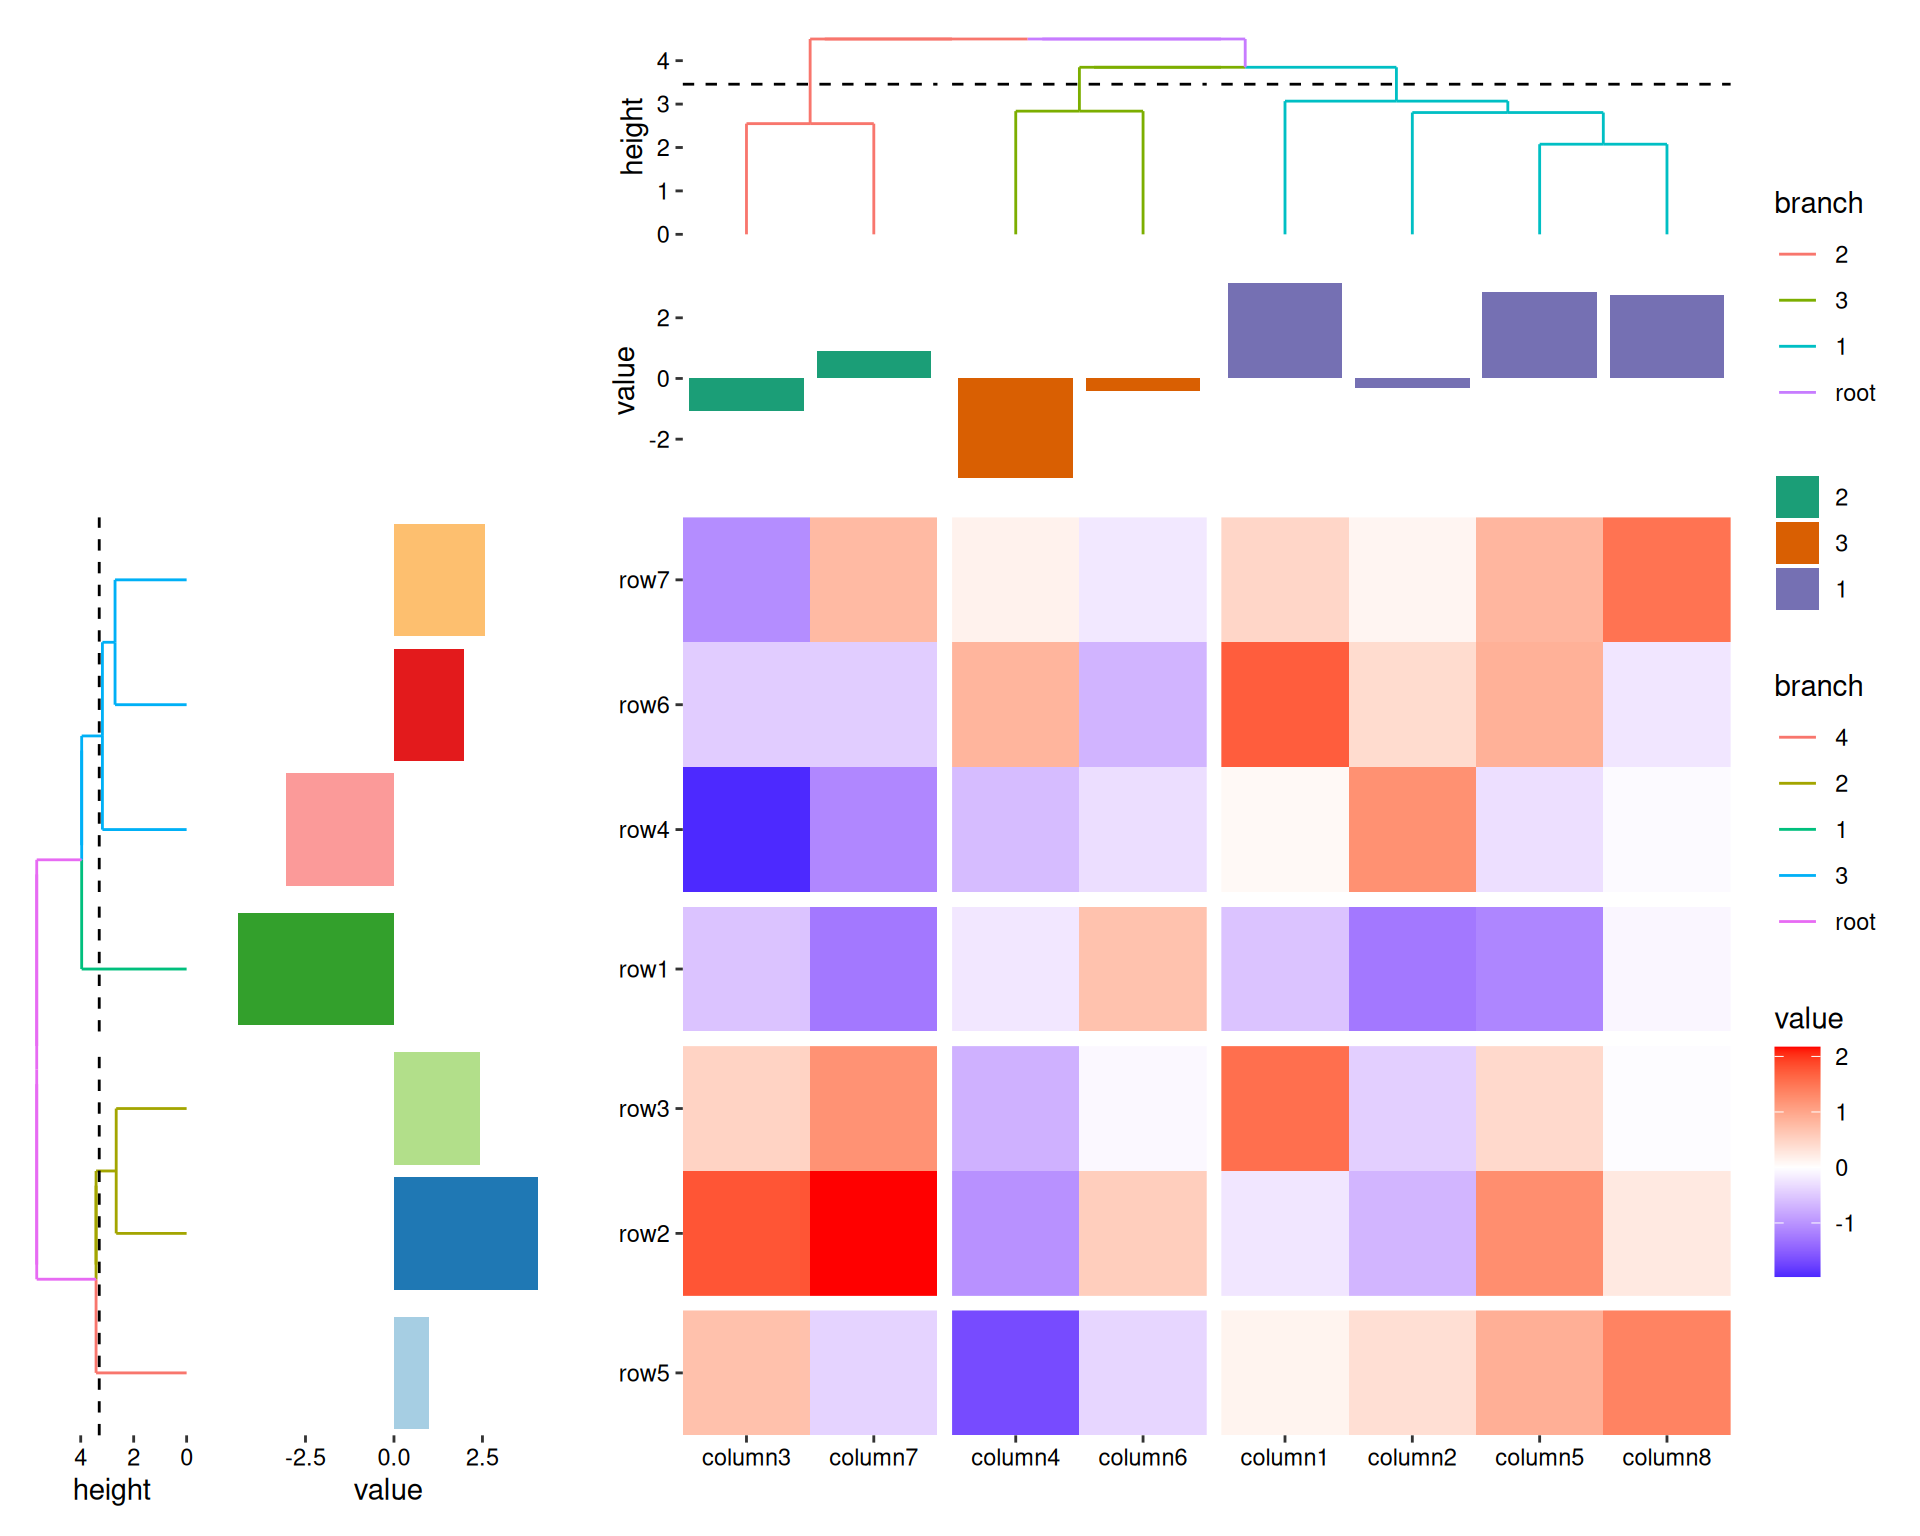 4
3
2
1
0
height
2
0
-2
value
branch
2
3
1
root
2
3
1
branch
4
2
1
3
root
value
2
1
0
-1
row7
row6
row4
row1
row3
row2
row5
4 2 0
height
-2.5 0.0 2.5
value
column3 column7 column4 column6 column1 column2 column5 column8